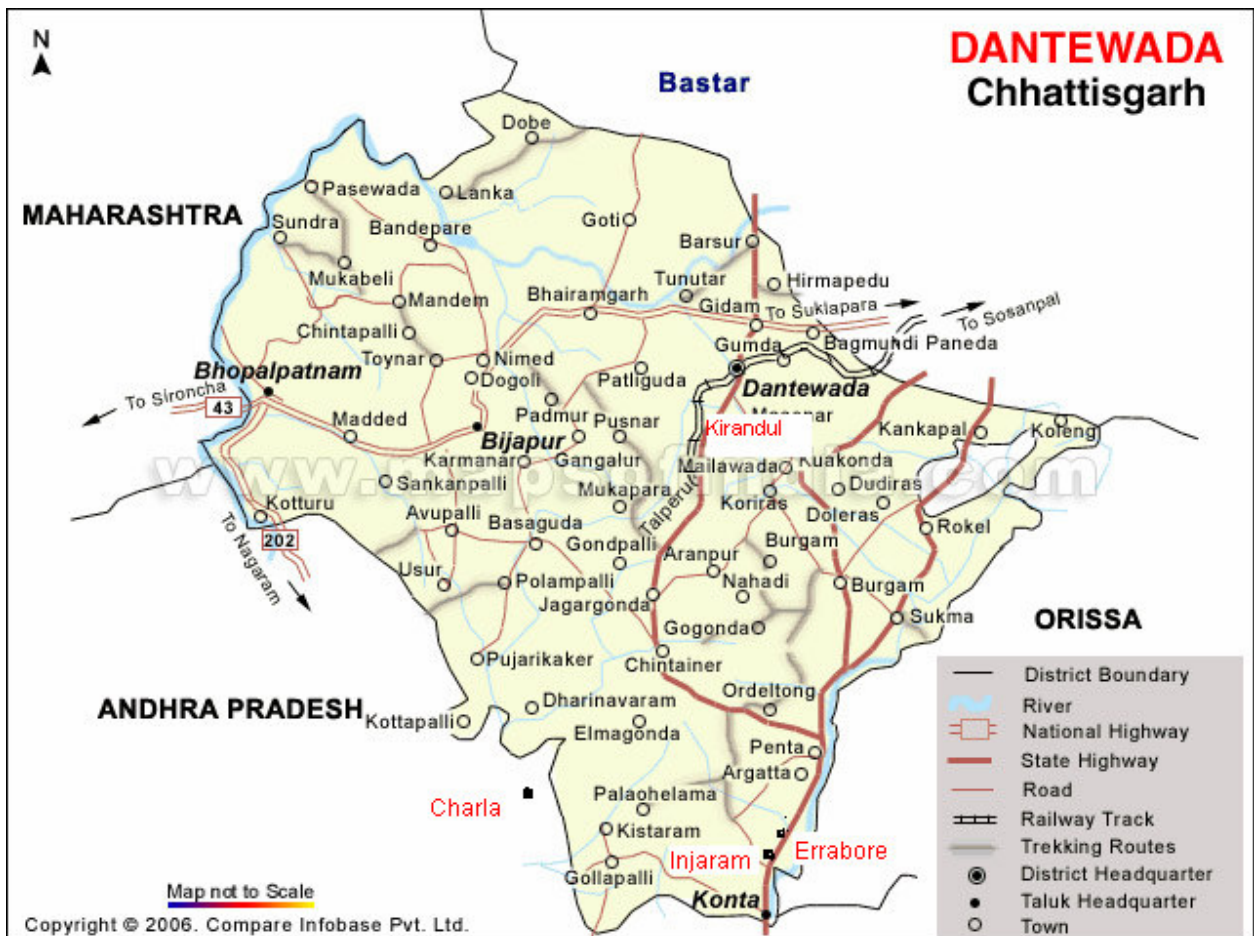 N
DANTEWADA
Chhattisgarh
Bastar
Dobe
Pasewada
Lanka
MAHARASHTRA
Sundra
Bandepare
Goti
Barsur
Mukabeli
Tunutar
Hirmapedu
Mandem
Bhairamgarh
Gidam
To Suklapara
To Sosanpal
Chintapalli
Gumda
Bagmundi Paneda
Toynar
Nimed
Bhopalpatnam
Dogoli
Patliguda
Dantewada
To Sironcha
43
Madded
Padmur
Pusnar
Kirandul
Kankapal
Koleng
Bijapur
Karmanar
Gangalur
Mailawada
Kuakonda
www.mapsofindia.com
Sankanpalli
Mukapara
Talperu
Koriras
Dudiras
Doleras
Kotturu
Avupalli
Basaguda
Rokel
To Nagaram
202
Gondpalli
Aranpur
Burgam
Usur
Polampalli
Nahadi
Burgam
Jagargonda
Gogonda
Sukma
ORISSA
Pujarikaker
Chintainer
ANDHRA PRADESH
Dharinavaram
Ordeltong
Kottapalli
Elmagonda
Penta
Argatta
Charla
Palaohelama
Kistaram
Injaram
Errabore
Gollapalli
Konta
District Boundary
River
National Highway
State Highway
Road
Railway Track
Trekking Routes
District Headquarter
Taluk Headquarter
Town
Map not to Scale
Copyright © 2006. Compare Infobase Pvt. Ltd.